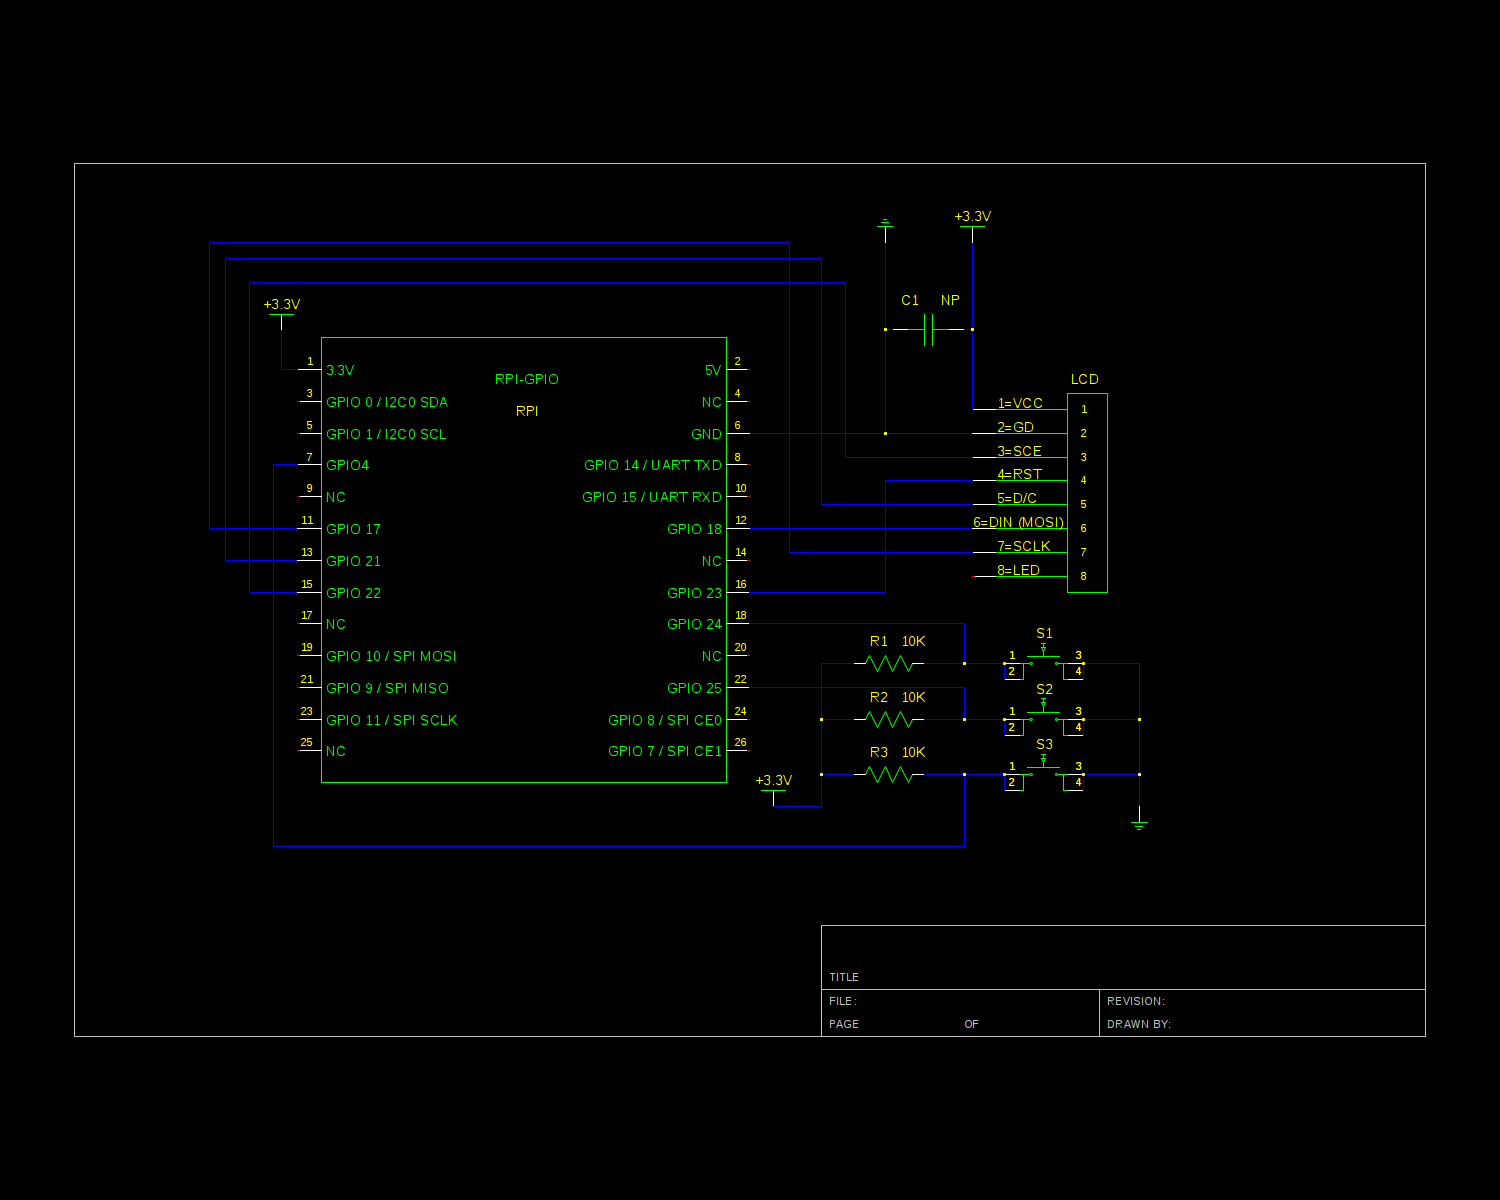 +3.3V
C1 NP
+3.3V
LCD
RPI-GPIO
RPI
1 3.3V
3 GPIO 0 / I2C0 SDA
5 GPIO 1 / I2C0 SCL
7 GPIO4
9 NC
11 GPIO 17
13 GPIO 21
15 GPIO 22
17 NC
19 GPIO 10 / SPI MOSI
21 GPIO 9 / SPI MISO
23 GPIO 11 / SPI SCLK
25 NC
5V 2
NC 4
GND 6
GPIO 14 / UART TXD 8
GPIO 15 / UART RXD 10
GPIO 18 12
NC 14
GPIO 23 16
GPIO 24 18
NC 20
GPIO 25 22
GPIO 8 / SPI CE0 24
GPIO 7 / SPI CE1 26
1=VCC 1
2=GD 2
3=SCE 3
4=RST 4
5=D/C 5
6=DIN (MOSI) 6
7=SCLK 7
8=LED 8
R1 10K
S1
1 3
2 4
R2 10K
S2
1 3
2 4
R3 10K
S3
1 3
2 4
+3.3V
TITLE
FILE:
REVISION:
PAGE OF
DRAWN BY: